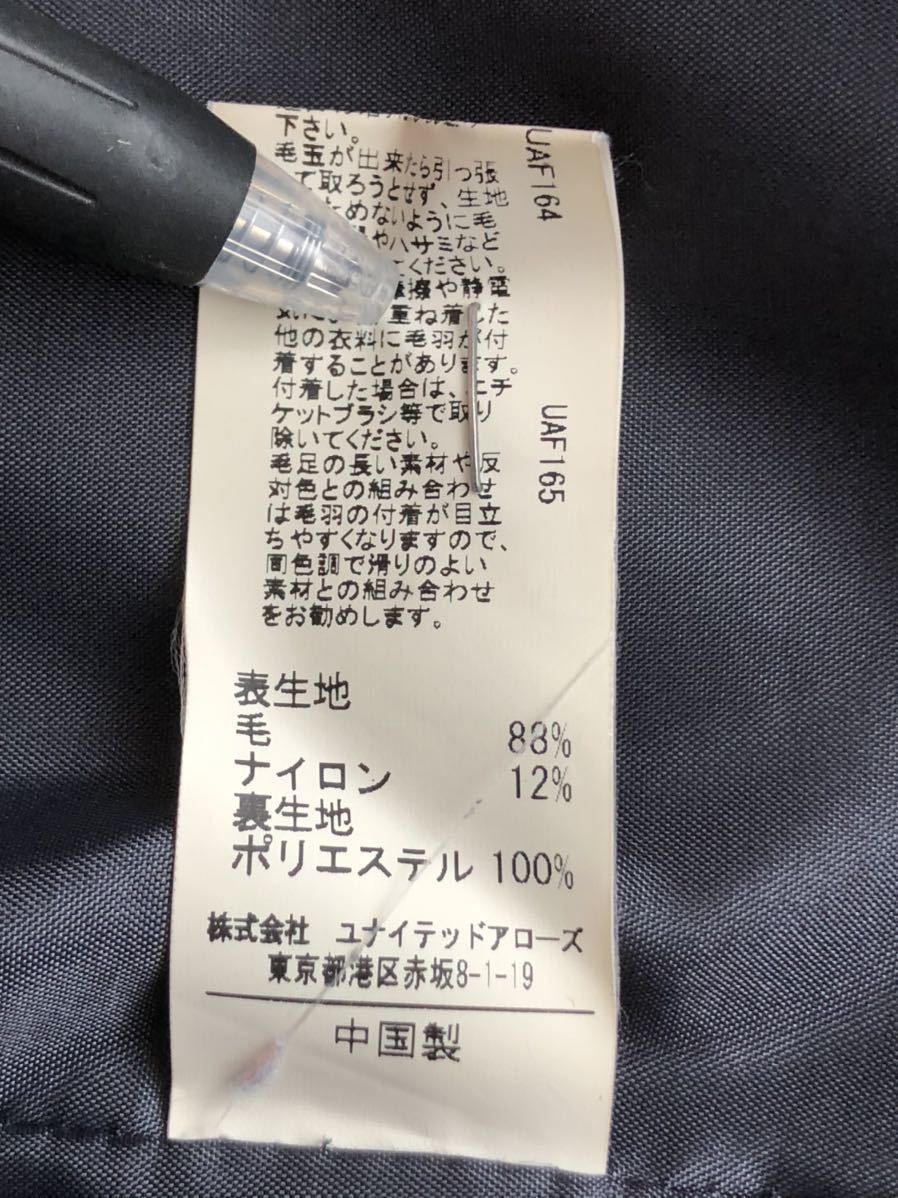 下さい。
毛玉が出来たら引っ張
て取ろうとせず、生地
ためないように毛
やハサミなど
ください。
擦や静電
重ね着した
他の衣料に毛羽が付
着することがあります。
付着した場合は、エチ
ケットブラシ等で取り
除いてください。
毛足の長い素材や反
対色との組み合わせ
は毛羽の付着が目立
ちやすくなりますので、
同色調で滑りのよい
素材との組み合わせ
をお勧めします。
UAF164
UAF165
表生地
毛 88%
ナイロン 12%
裏生地
ポリエステル 100%
株式会社 ユナイテッドアローズ
東京都港区赤坂8-1-19
中国製